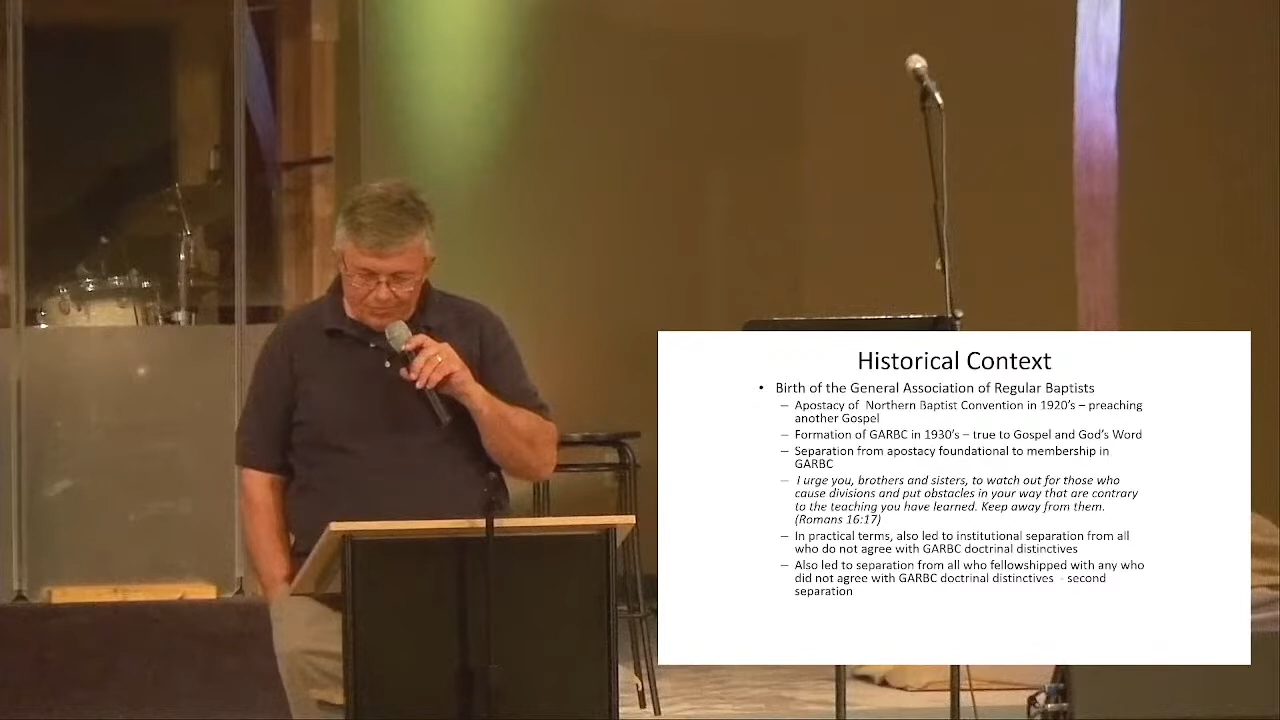 Historical Context
• Birth of the General Association of Regular Baptists
– Apostacy of Northern Baptist Convention in 1920's – preaching
another Gospel
– Formation of GARBC in 1930's – true to Gospel and God's Word
– Separation from apostacy foundational to membership in
GARBC
– I urge you, brothers and sisters, to watch out for those who
cause divisions and put obstacles in your way that are contrary
to the teaching you have learned. Keep away from them.
(Romans 16:17)
– In practical terms, also led to institutional separation from all
who do not agree with GARBC doctrinal distinctives
– Also led to separation from all who fellowshipped with any who
did not agree with GARBC doctrinal distinctives - second
separation